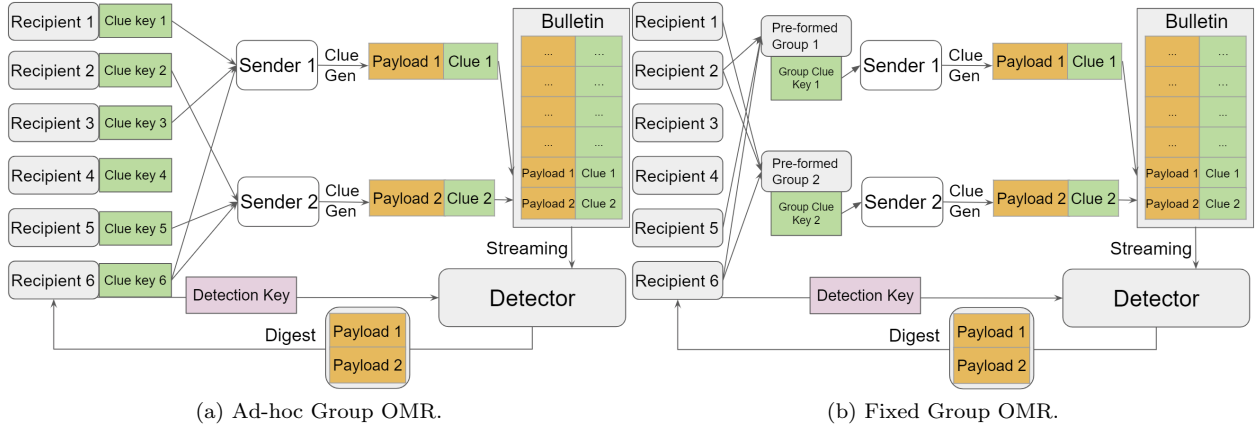 Recipient 1
Clue key 1
Recipient 2
Clue key 2
Recipient 3
Clue key 3
Recipient 4
Clue key 4
Recipient 5
Clue key 5
Recipient 6
Clue key 6
Sender 1
Clue
Gen
Payload 1
Clue 1
Sender 2
Clue
Gen
Payload 2
Clue 2
Bulletin
... ...
... ...
... ...
... ...
Payload 1 Clue 1
Payload 2 Clue 2
Streaming
Detection Key
Detector
Digest
Payload 1
Payload 2
(a) Ad-hoc Group OMR.
Recipient 1
Recipient 2
Recipient 3
Recipient 4
Recipient 5
Recipient 6
Pre-formed
Group 1
Group Clue
Key 1
Sender 1
Clue
Gen
Payload 1
Clue 1
Pre-formed
Group 2
Group Clue
Key 2
Sender 2
Clue
Gen
Payload 2
Clue 2
Bulletin
... ...
... ...
... ...
... ...
Payload 1 Clue 1
Payload 2 Clue 2
Streaming
Detection Key
Detector
Digest
Payload 1
Payload 2
(b) Fixed Group OMR.